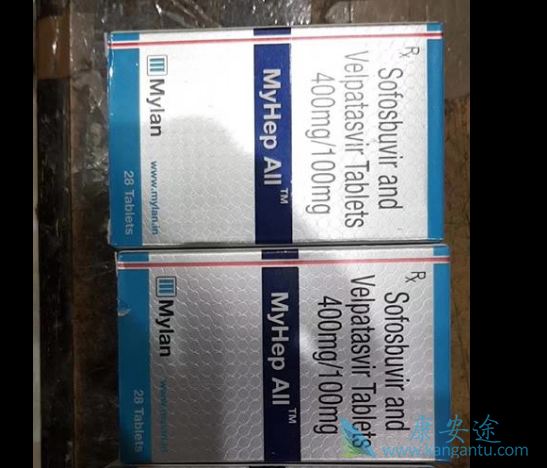 Rx
Sofosbuvir and
Velpatasvir Tablets
400mg/100mg
MyHep All™
Mylan
www.mylan.in
28 Tablets
Rx
Sofosbuvir and
Velpatasvir Tablets
400mg/100mg
MyHep All™
Mylan
28 Tablets
康安途
www.kangantu.com